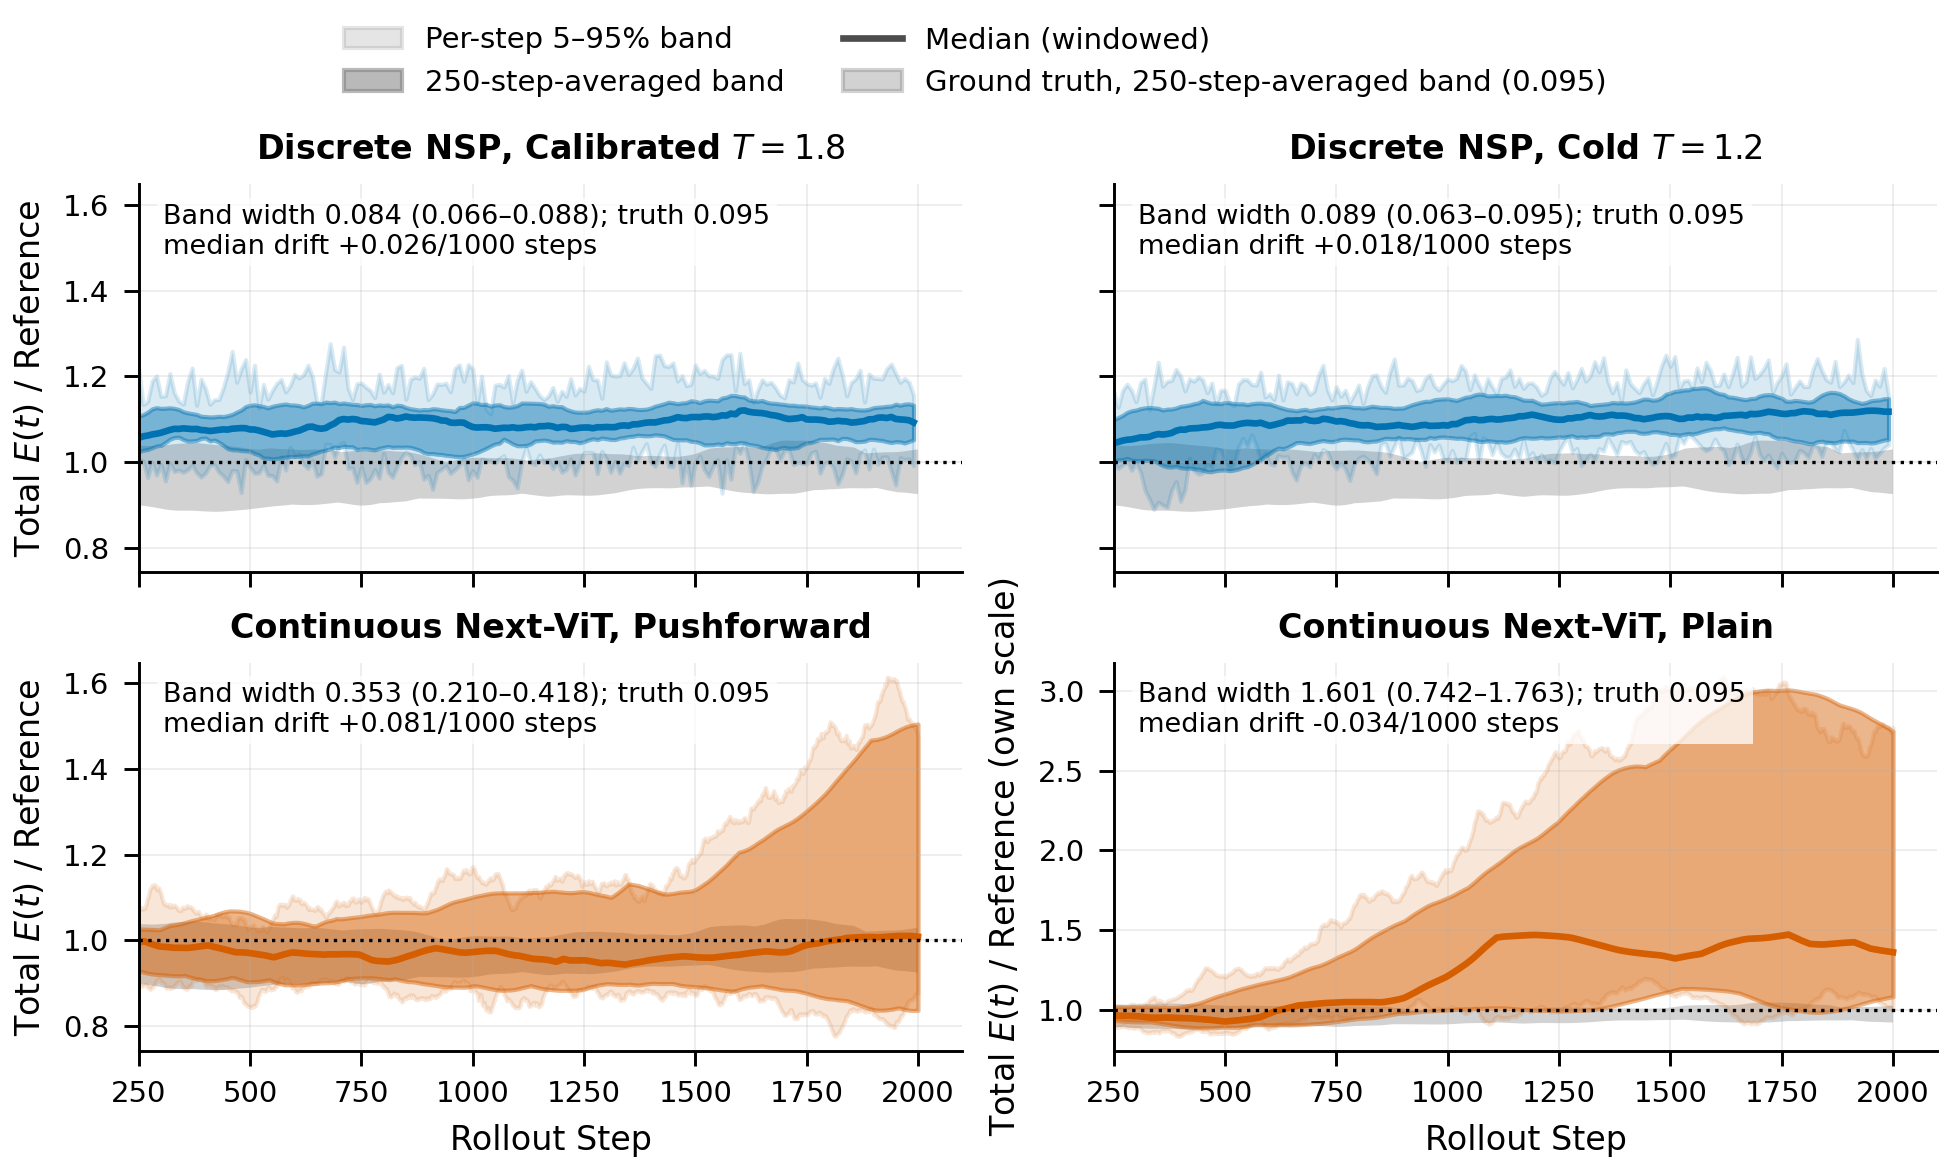 Per-step 5–95% band
Median (windowed)
250-step-averaged band
Ground truth, 250-step-averaged band (0.095)
Discrete NSP, Calibrated T = 1.8
Total E(t) / Reference
1.6
1.4
1.2
1.0
0.8
Band width 0.084 (0.066–0.088); truth 0.095
median drift +0.026/1000 steps
Discrete NSP, Cold T = 1.2
Band width 0.089 (0.063–0.095); truth 0.095
median drift +0.018/1000 steps
Continuous Next-ViT, Pushforward
Total E(t) / Reference
1.6
1.4
1.2
1.0
0.8
Band width 0.353 (0.210–0.418); truth 0.095
median drift +0.081/1000 steps
250 500 750 1000 1250 1500 1750 2000
Rollout Step
Continuous Next-ViT, Plain
Total E(t) / Reference (own scale)
3.0
2.5
2.0
1.5
1.0
Band width 1.601 (0.742–1.763); truth 0.095
median drift -0.034/1000 steps
250 500 750 1000 1250 1500 1750 2000
Rollout Step